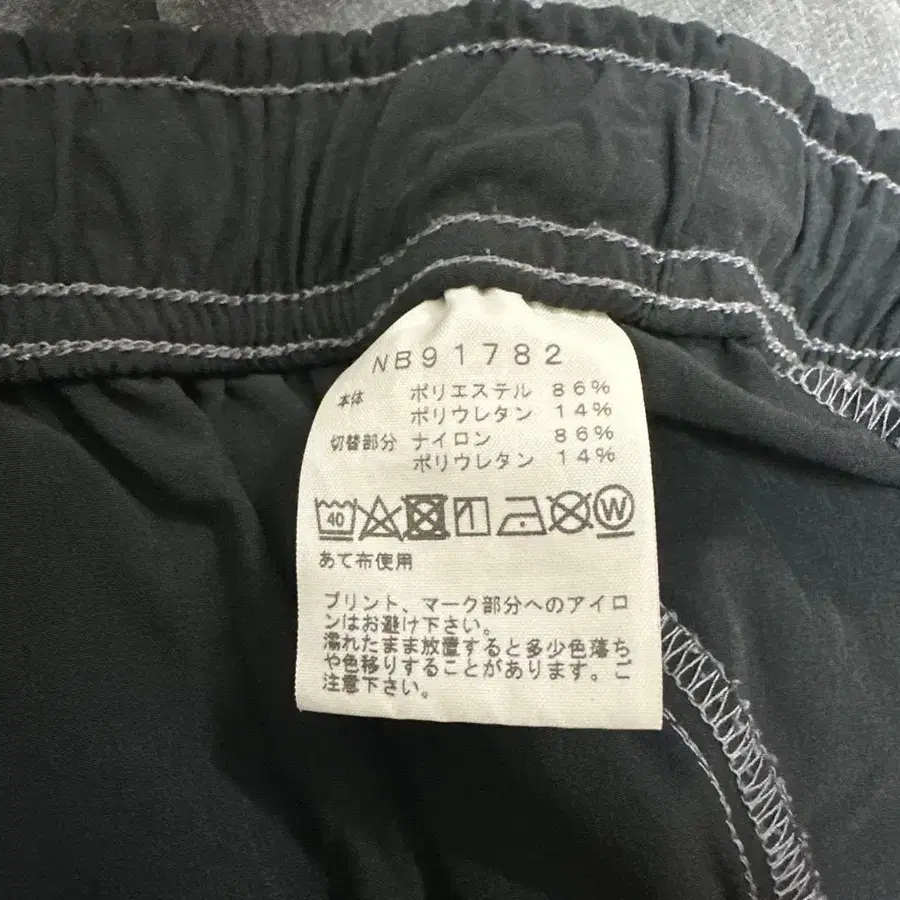 NB91782
本体 ポリエステル 86%
ポリウレタン 14%
切替部分 ナイロン 86%
ポリウレタン 14%
40 W
あて布使用
プリント、マーク部分へのアイロ
ンはお避け下さい。
濡れたまま放置すると多少色落ち
や色移りすることがあります。ご
注意下さい。